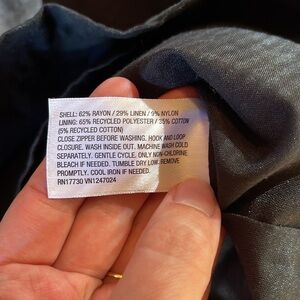 SHELL: 62% RAYON / 29% LINEN / 9% NYLON
LINING: 65% RECYCLED POLYESTER / 35% COTTON
(5% RECYCLED COTTON)
CLOSE ZIPPER BEFORE WASHING. HOOK AND LOOP
CLOSURE. WASH INSIDE OUT. MACHINE WASH COLD
SEPARATELY. GENTLE CYCLE. ONLY NON-CHLORINE
BLEACH IF NEEDED. TUMBLE DRY LOW. REMOVE
PROMPTLY. COOL IRON IF NEEDED.
RN17730 VN1247024